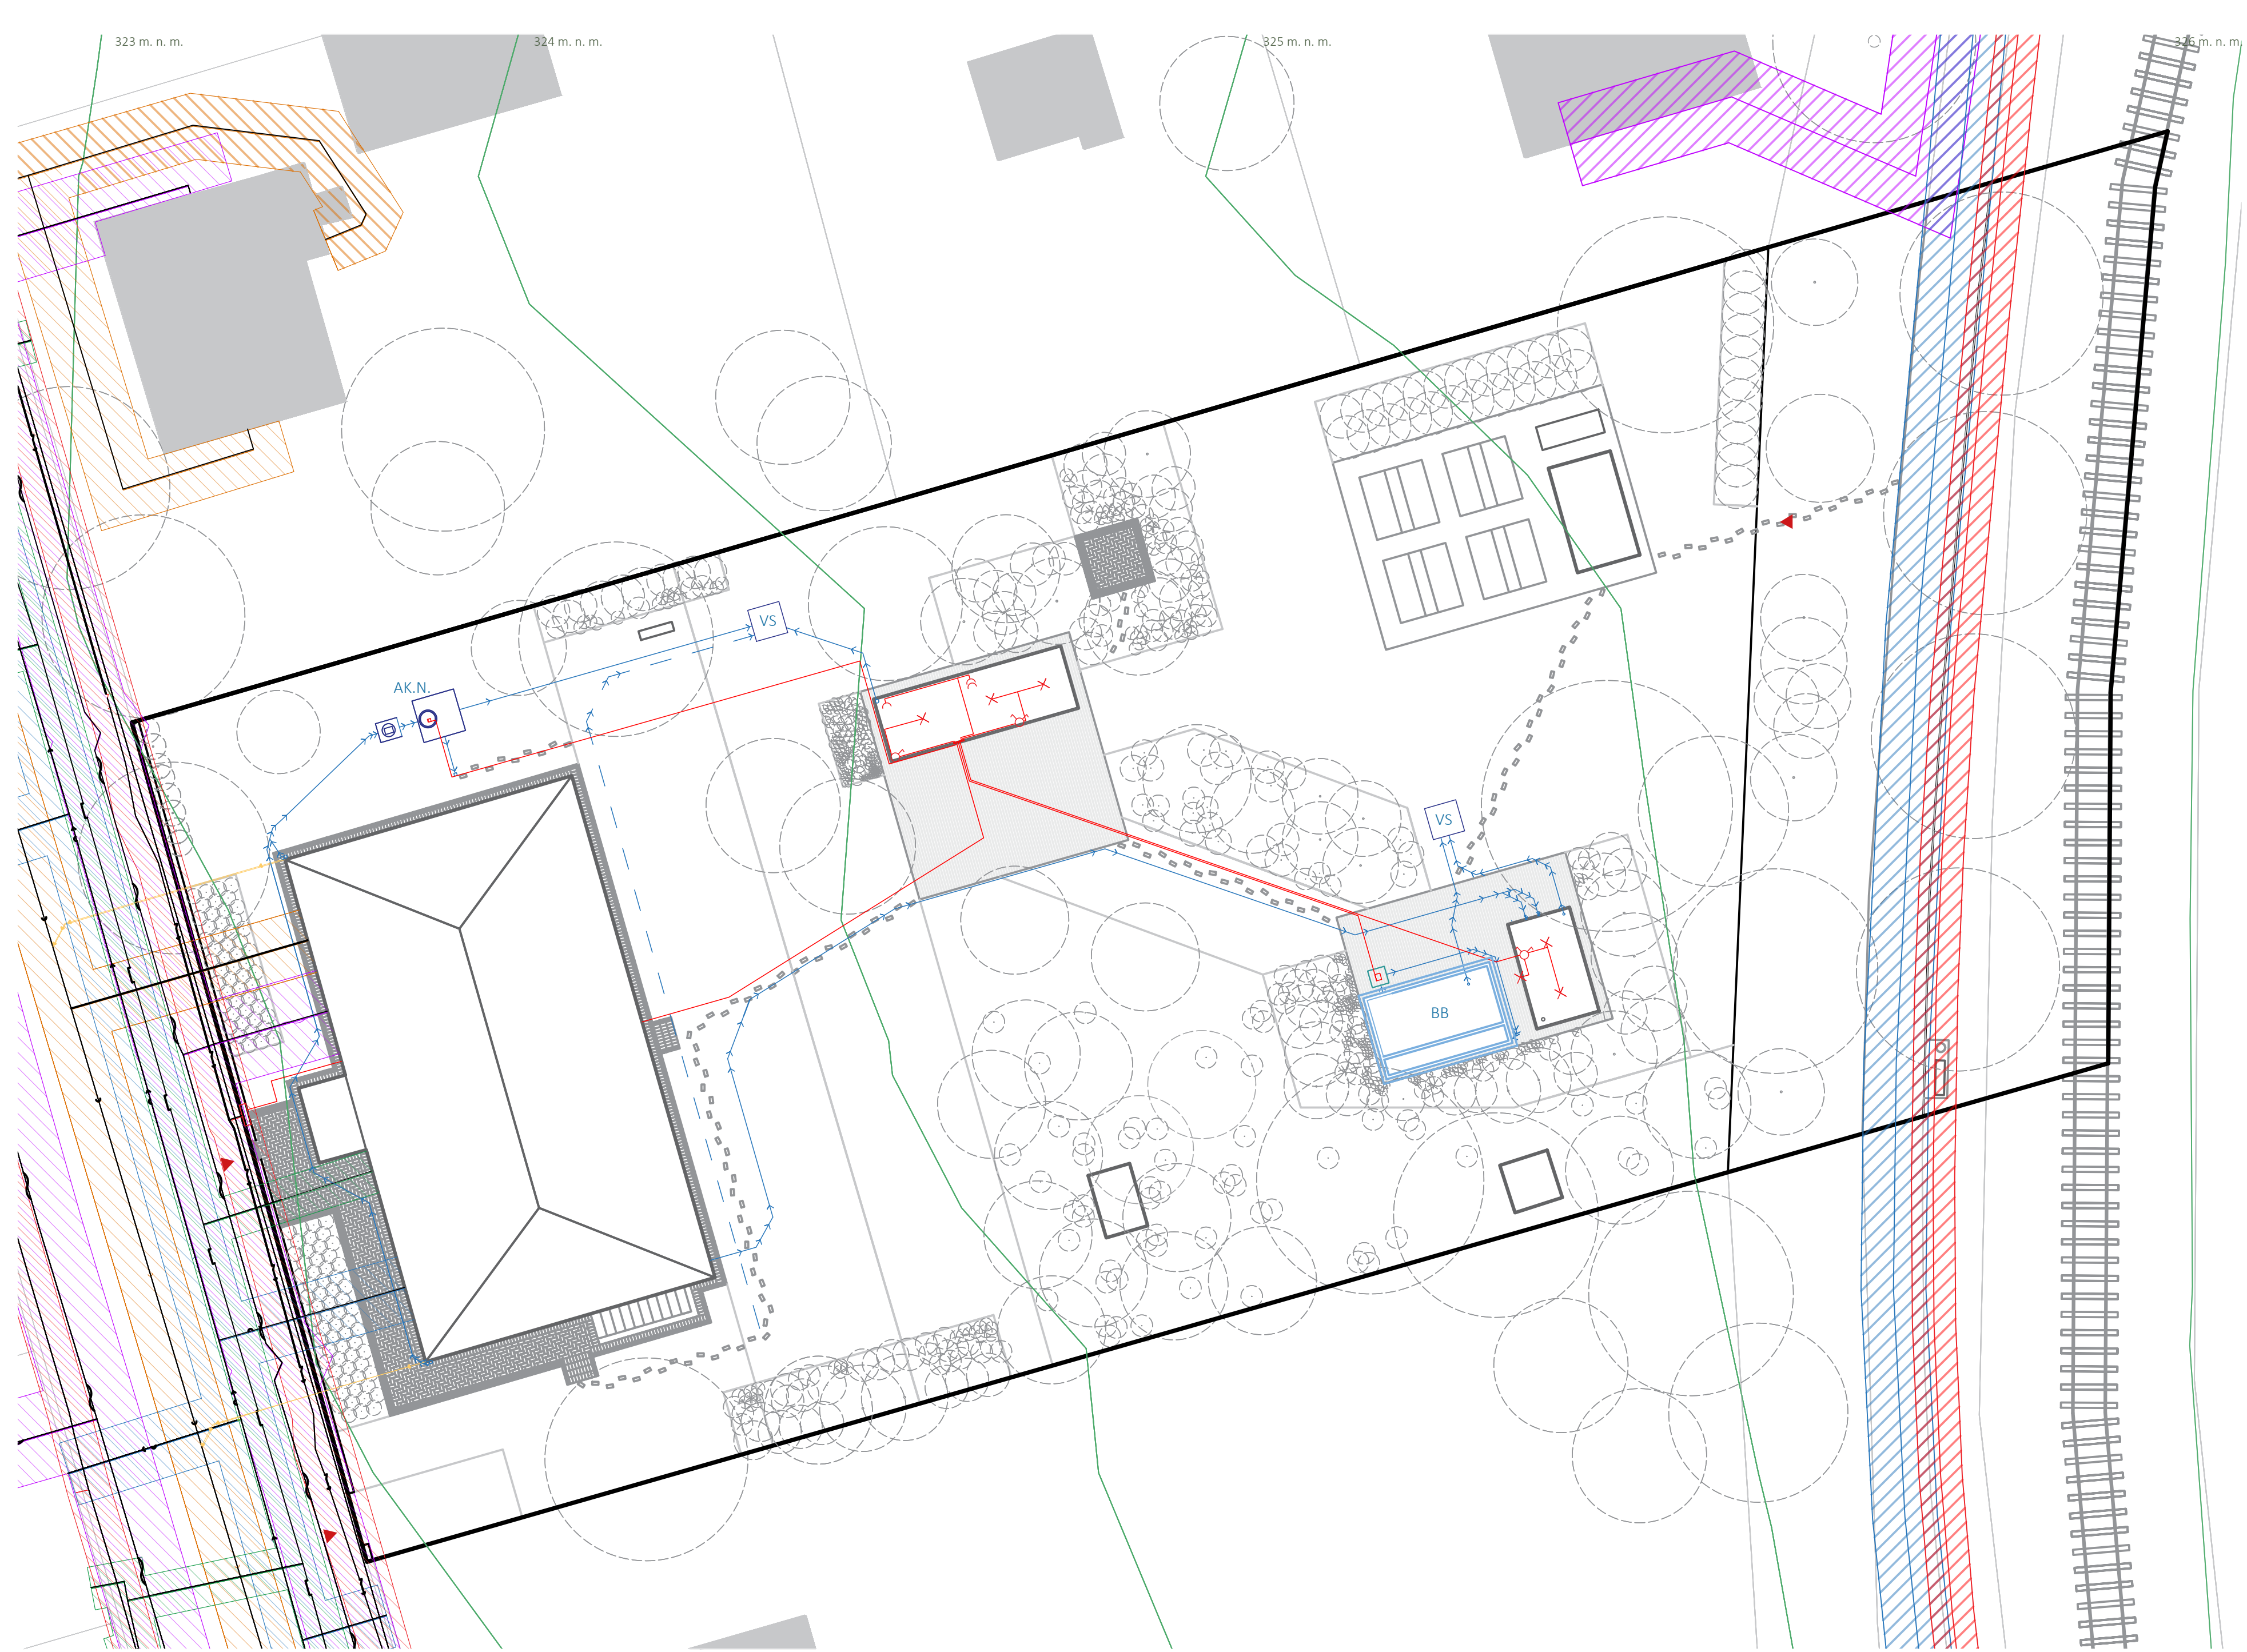 323 m. n. m.
324 m. n. m.
325 m. n. m.
326 m. n. m.
VS
AK.N.
VS
BB